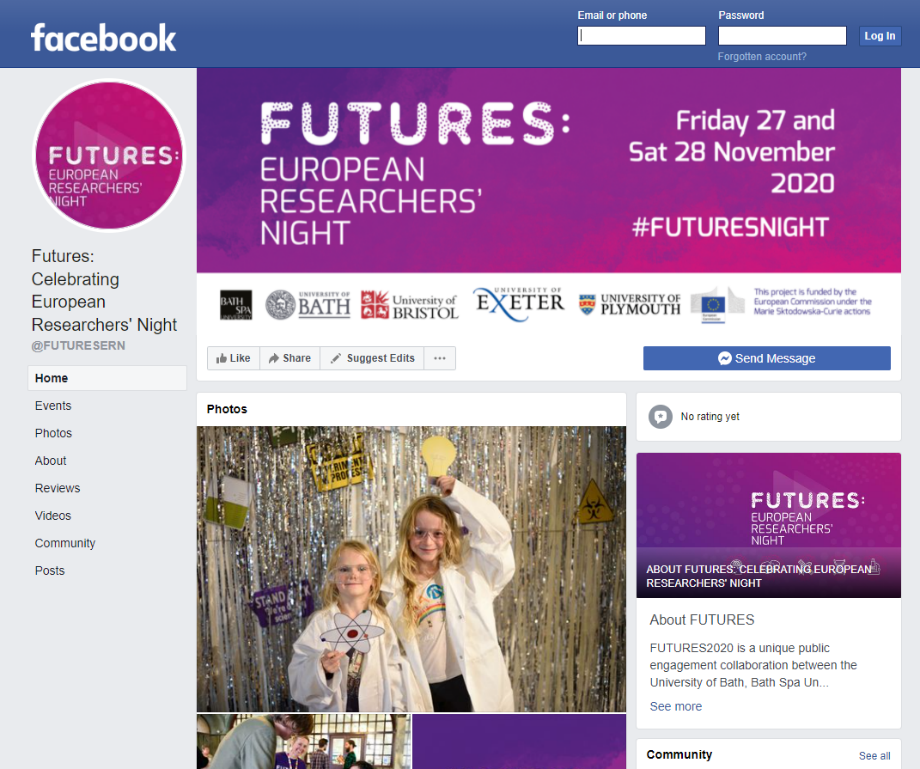 facebook
Email or phone
Password
Log In
Forgotten account?
FUTURES:
EUROPEAN
RESEARCHERS'
NIGHT
Futures:
Celebrating
European
Researchers' Night
@FUTURESERN
Home
Events
Photos
About
Reviews
Videos
Community
Posts
FUTURES:
EUROPEAN
RESEARCHERS'
NIGHT
Friday 27 and
Sat 28 November
2020
#FUTURESNIGHT
BATH
SPA
UNIVERSITY OF
BATH
University of
BRISTOL
UNIVERSITY OF
EXETER
UNIVERSITY OF
PLYMOUTH
European
Commission
This project is funded by the
European Commission under the
Marie Skłodowska-Curie actions
Like
Share
Suggest Edits
Send Message
Photos
STAND
No rating yet
FUTURES:
EUROPEAN
RESEARCHERS'
NIGHT
ABOUT FUTURES: CELEBRATING EUROPEAN
RESEARCHERS' NIGHT
About FUTURES
FUTURES2020 is a unique public
engagement collaboration between the
University of Bath, Bath Spa Un...
See more
Community
See all